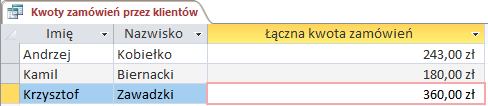 Kwoty zamówień przez klientów
Imię Nazwisko Łączna kwota zamówień
Andrzej Kobiełko 243,00 zł
Kamil Biernacki 180,00 zł
Krzysztof Zawadzki 360,00 zł